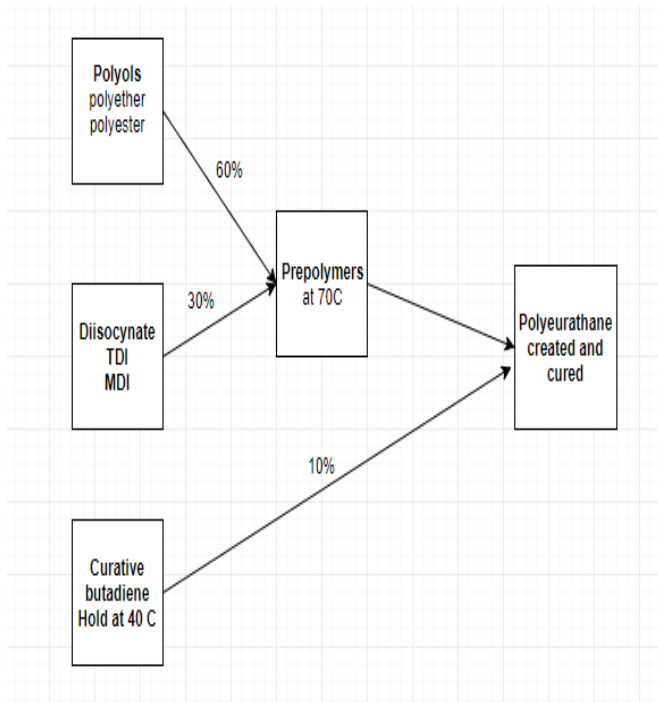 Polyols
polyether
polyester
60%
Prepolymers
at 70C
30%
Diisocynate
TDI
MDI
Polyeurathane
created and
cured
10%
Curative
butadiene
Hold at 40 C